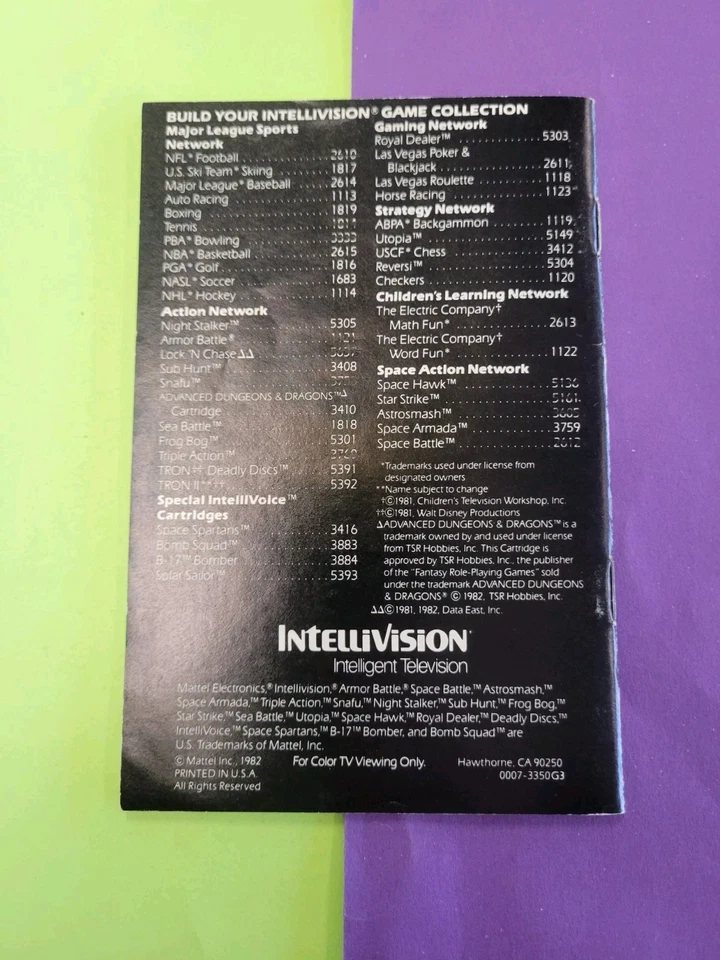 BUILD YOUR INTELLIVISION® GAME COLLECTION
Major League Sports
Network
NFL* Football
U.S. Ski Team* Skiing 1817
Major League* Baseball 2614
Auto Racing 1113
Boxing 1819
Tennis
PBA* Bowling
NBA* Basketball 2615
PGA* Golf 1816
NASL* Soccer 1683
NHL* Hockey 1114
Action Network
Night Stalker™ 5305
Armor Battle®
Lock 'N Chase ΔΔ
Sub Hunt™ 3408
Snafu™
ADVANCED DUNGEONS & DRAGONS™Δ
Cartridge 3410
Sea Battle™ 1818
Frog Bog™ 5301
Triple Action™
TRON‡‡ Deadly Discs™ 5391
TRON II**‡‡ 5392
Special IntelliVoice™
Cartridges
Space Spartans™ 3416
Bomb Squad™ 3883
B-17™ Bomber 3884
Solar Sailor™ 5393
Gaming Network
Royal Dealer™ 5303
Las Vegas Poker &
Blackjack 2611
Las Vegas Roulette 1118
Horse Racing 1123
Strategy Network
ABPA* Backgammon 1119
Utopia™ 5149
USCF* Chess 3412
Reversi™ 5304
Checkers 1120
Children's Learning Network
The Electric Company†
Math Fun* 2613
The Electric Company†
Word Fun* 1122
Space Action Network
Space Hawk™ 5136
Star Strike™ 5161
Astrosmash™ 3605
Space Armada™ 3759
Space Battle™ 2612
*Trademarks used under license from
designated owners
**Name subject to change
†©1981, Children's Television Workshop, Inc.
‡‡©1981, Walt Disney Productions
ΔADVANCED DUNGEONS & DRAGONS™ is a
trademark owned by and used under license
from TSR Hobbies, Inc. This Cartridge is
approved by TSR Hobbies, Inc., the publisher
of the "Fantasy Role-Playing Games" sold
under the trademark ADVANCED DUNGEONS
& DRAGONS® © 1982, TSR Hobbies, Inc.
ΔΔ©1981, 1982, Data East, Inc.
INTELLIVISION®
Intelligent Television
Mattel Electronics,® Intellivision,® Armor Battle,® Space Battle,™ Astrosmash,™
Space Armada,™ Triple Action,™ Snafu,™ Night Stalker,™ Sub Hunt,™ Frog Bog,™
Star Strike,™ Sea Battle,™ Utopia,™ Space Hawk,™ Royal Dealer,™ Deadly Discs,™
IntelliVoice,™ Space Spartans,™ B-17™ Bomber, and Bomb Squad™ are
U.S. Trademarks of Mattel, Inc.
© Mattel Inc., 1982 For Color TV Viewing Only. Hawthorne, CA 90250
PRINTED IN U.S.A. 0007-3350G3
All Rights Reserved